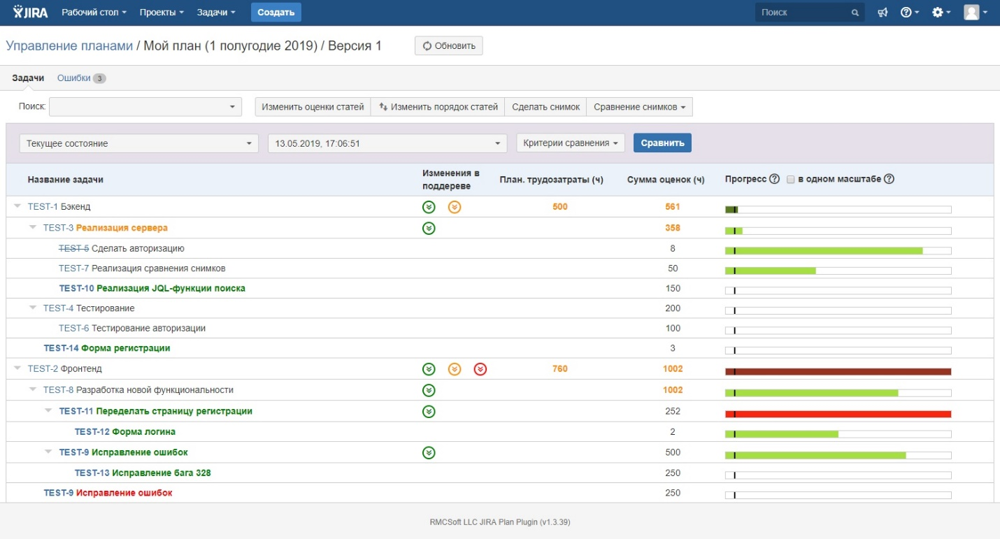 JIRA Рабочий стол Проекты Задачи Создать Поиск
Управление планами / Мой план (1 полугодие 2019) / Версия 1 Обновить
Задачи Ошибки 3
Поиск: Изменить оценки статей Изменить порядок статей Сделать снимок Сравнение снимков
Текущее состояние 13.05.2019, 17:06:51 Критерии сравнения Сравнить
Название задачи Изменения в поддереве План. трудозатраты (ч) Сумма оценок (ч) Прогресс ? в одном масштабе ?
TEST-1 Бэкенд 500 561
TEST-3 Реализация сервера 358
TEST-5 Сделать авторизацию 8
TEST-7 Реализация сравнения снимков 50
TEST-10 Реализация JQL-функции поиска 150
TEST-4 Тестирование 200
TEST-6 Тестирование авторизации 100
TEST-14 Форма регистрации 3
TEST-2 Фронтенд 760 1002
TEST-8 Разработка новой функциональности 1002
TEST-11 Переделать страницу регистрации 252
TEST-12 Форма логина 2
TEST-9 Исправление ошибок 500
TEST-13 Исправление бага 328 250
TEST-9 Исправление ошибок 250
RMCSoft LLC JIRA Plan Plugin (v1.3.39)